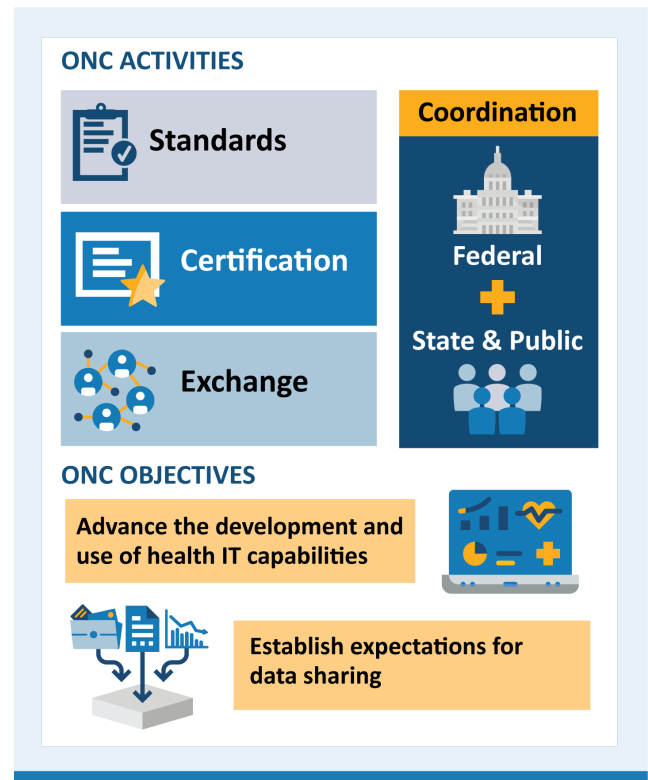 ONC ACTIVITIES
Standards
Certification
Exchange
Coordination
Federal
State & Public
ONC OBJECTIVES
Advance the development and
use of health IT capabilities
Establish expectations for
data sharing